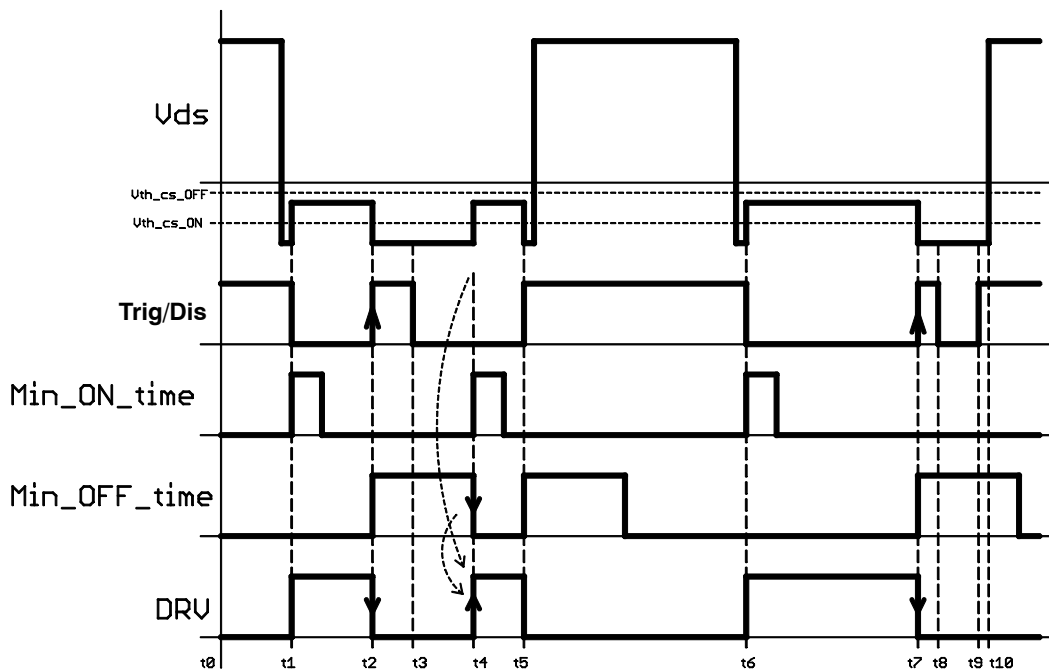 Vds
Vth_cs_OFF
Vth_cs_ON
Trig/Dis
Min_ON_time
Min_OFF_time
DRV
t0 t1 t2 t3 t4 t5 t6 t7 t8 t9 t10